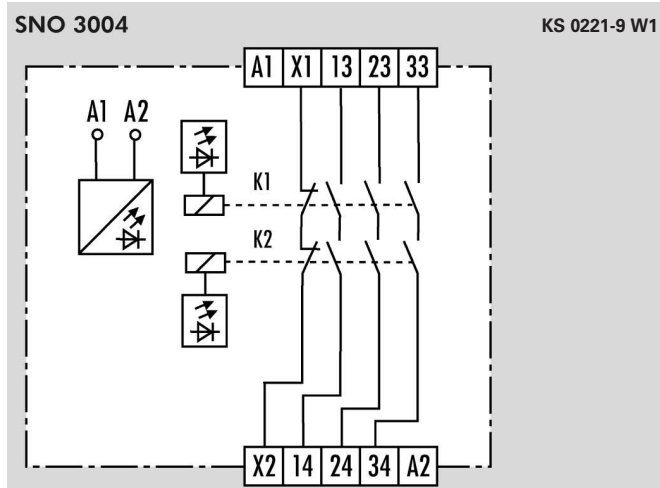 SNO 3004 KS 0221-9 W1
A1 X1 13 23 33
A1 A2
K1
K2
X2 14 24 34 A2